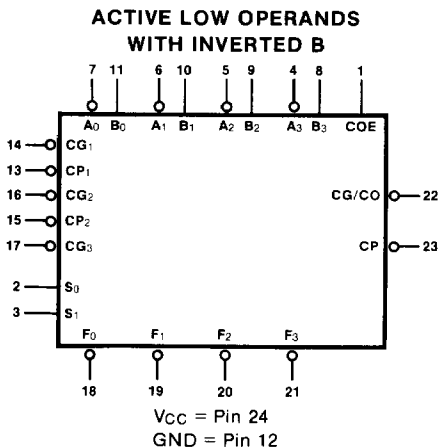 ACTIVE LOW OPERANDS
WITH INVERTED B
7 11 6 10 5 9 4 8 1
A0 B0 A1 B1 A2 B2 A3 B3 COE
14 CG1
13 CP1
16 CG2 CG/CO 22
15 CP2
17 CG3 CP 23
2 S0
3 S1
F0 F1 F2 F3
18 19 20 21
VCC = Pin 24
GND = Pin 12